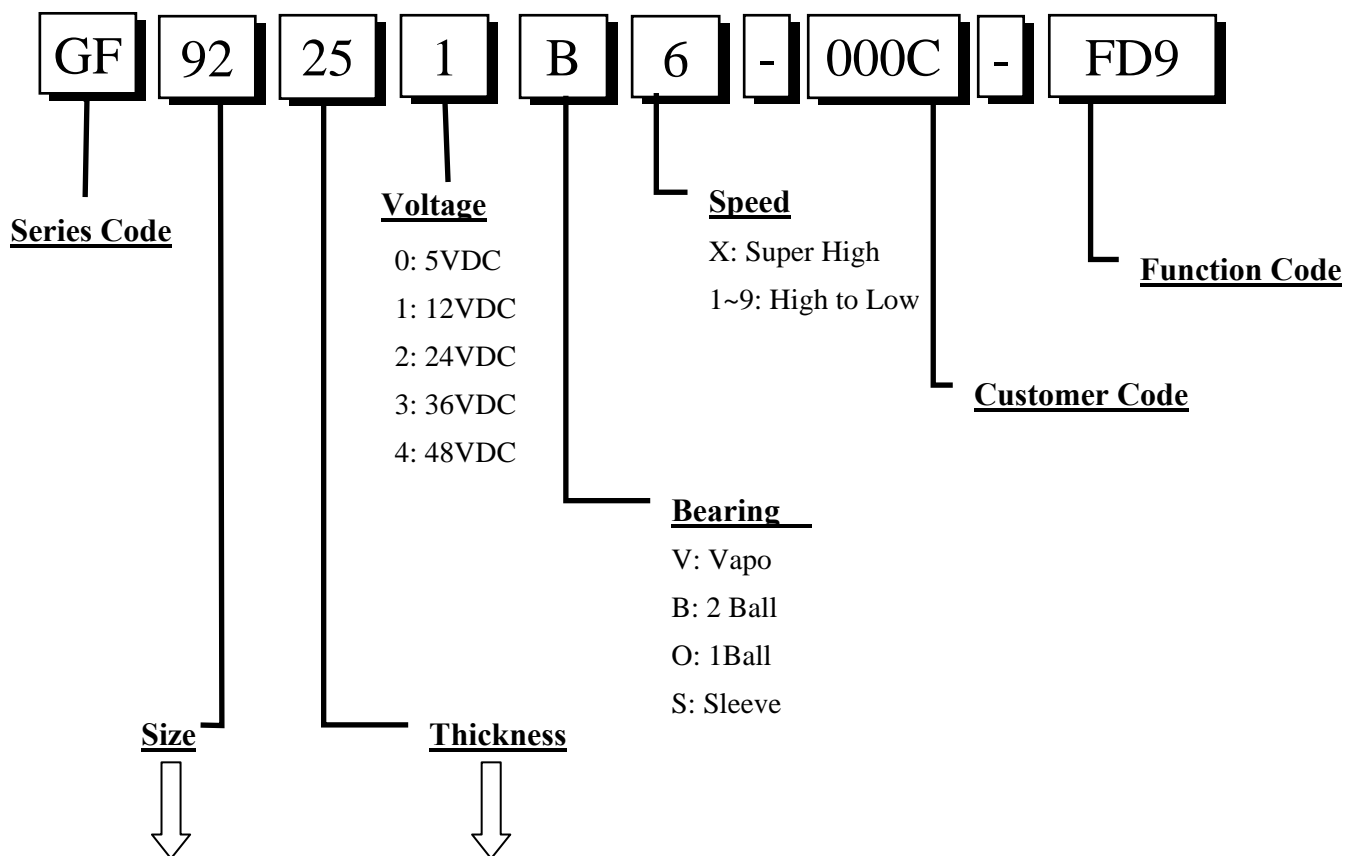 GF 92 25 1 B 6 - 000C - FD9
Series Code
Voltage
0: 5VDC
1: 12VDC
2: 24VDC
3: 36VDC
4: 48VDC
Speed
X: Super High
1~9: High to Low
Function Code
Customer Code
Bearing
V: Vapo
B: 2 Ball
O: 1Ball
S: Sleeve
Size
Thickness